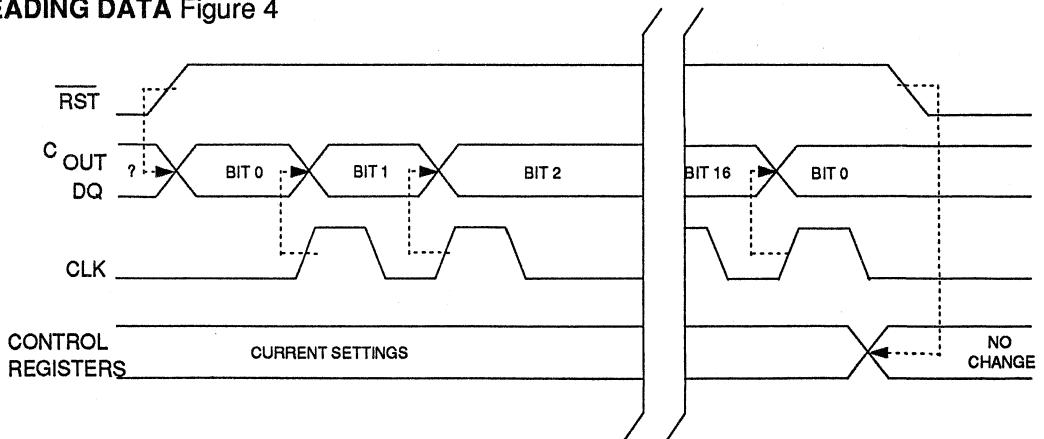 EADING DATA Figure 4
RST
C OUT
DQ
?
BIT 0
BIT 1
BIT 2
BIT 16
BIT 0
CLK
CONTROL
REGISTERS
CURRENT SETTINGS
NO
CHANGE